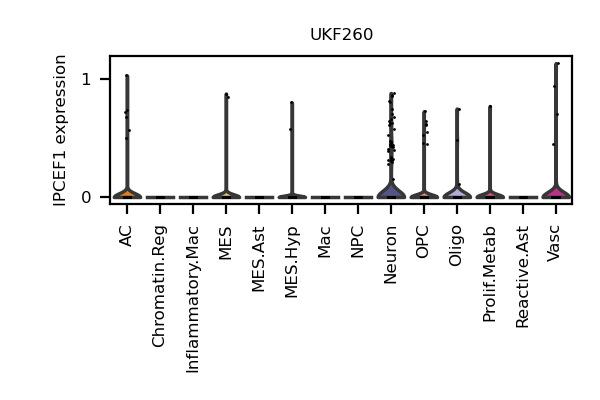 UKF260
IPCEF1 expression
1
0
AC
Chromatin.Reg
Inflammatory.Mac
MES
MES.Ast
MES.Hyp
Mac
NPC
Neuron
OPC
Oligo
Prolif.Metab
Reactive.Ast
Vasc